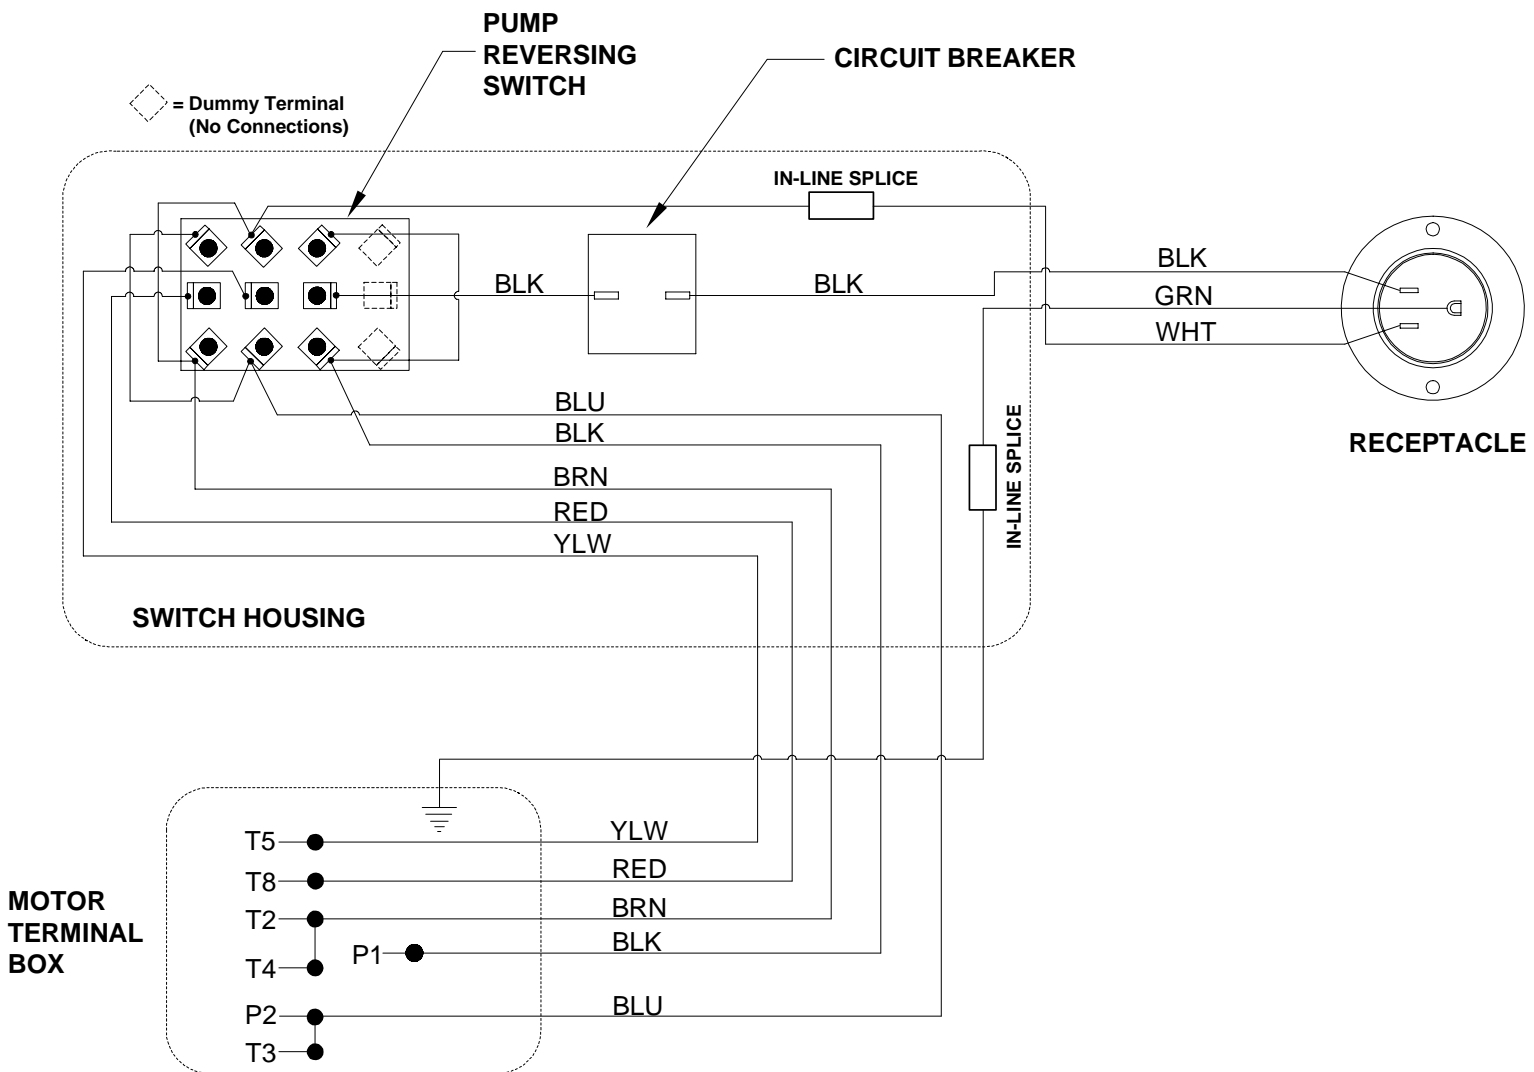 PUMP
REVERSING
SWITCH
CIRCUIT BREAKER
= Dummy Terminal
(No Connections)
IN-LINE SPLICE
BLK
BLK
BLK
GRN
WHT
RECEPTACLE
IN-LINE SPLICE
BLU
BLK
BRN
RED
YLW
SWITCH HOUSING
MOTOR
TERMINAL
BOX
T5
YLW
T8
RED
T2
BRN
P1
BLK
T4
P2
BLU
T3